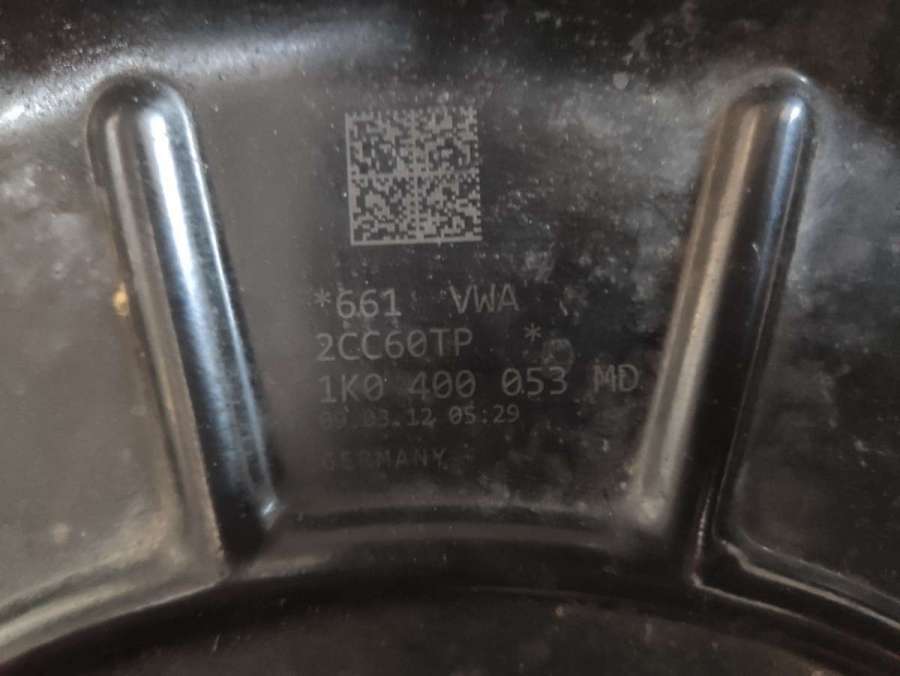 *661 VWA
2CC60TP *
1K0 400 053 MD
09.03.12 05:29
GERMANY